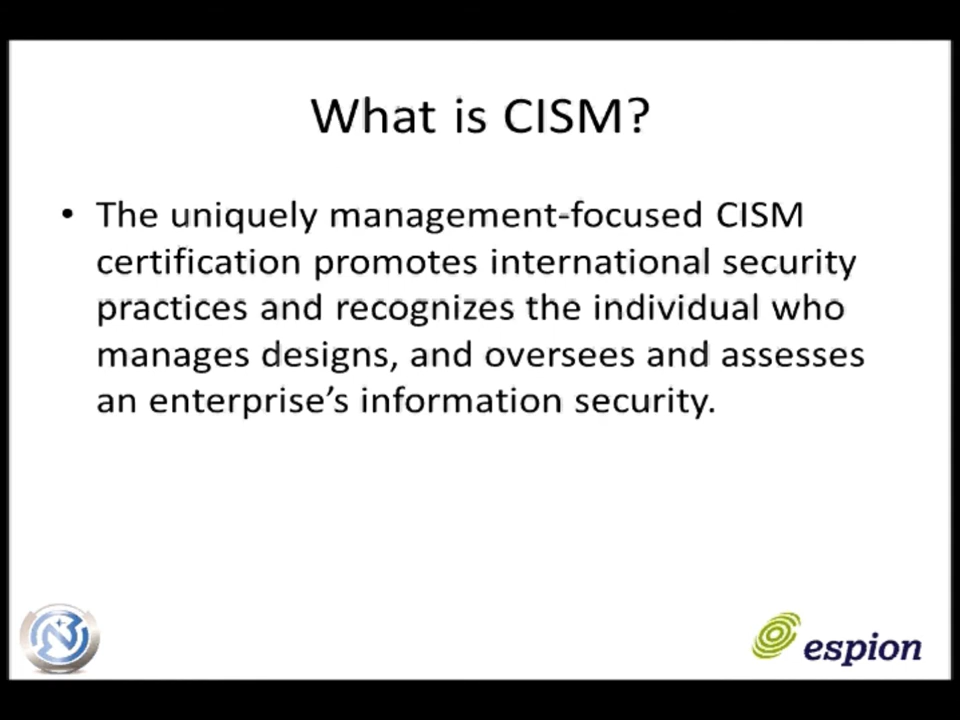 What is CISM?
• The uniquely management-focused CISM
certification promotes international security
practices and recognizes the individual who
manages designs, and oversees and assesses
an enterprise’s information security.
espion